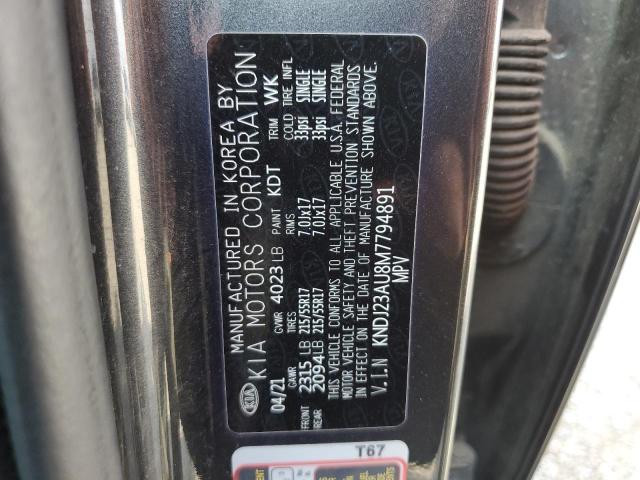 KIA
MANUFACTURED IN KOREA BY
KIA MOTORS CORPORATION
04/21 GVWR 4023 LB PAINT KDT TRIM WK
GAWR TIRES RIMS COLD TIRE INFL
FRONT 2315 LB 215/55R17 7.0Jx17 33psi SINGLE
REAR 2094 LB 215/55R17 7.0Jx17 33psi SINGLE
THIS VEHICLE CONFORMS TO ALL APPLICABLE U.S.A. FEDERAL
MOTOR VEHICLE SAFETY AND THEFT PREVENTION STANDARDS
IN EFFECT ON THE DATE OF MANUFACTURE SHOWN ABOVE.
V.I.N KNDJ23AU8M7794891
MPV
T67